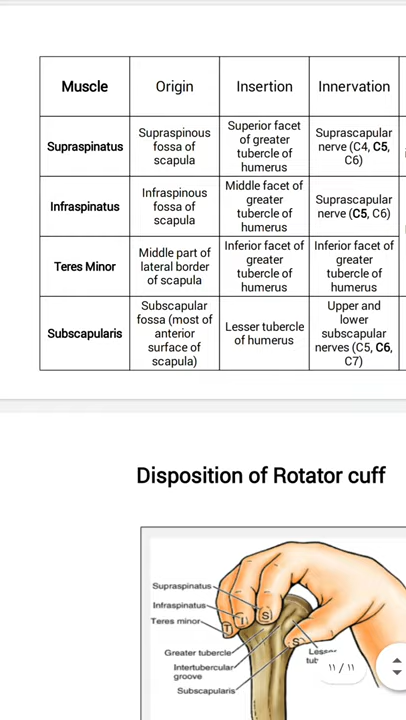 Muscle
Origin
Insertion
Innervation
Supraspinatus
Supraspinous
fossa of
scapula
Superior facet
of greater
tubercle of
humerus
Suprascapular
nerve (C4, C5,
C6)
Infraspinatus
Infraspinous
fossa of
scapula
Middle facet of
greater
tubercle of
humerus
Suprascapular
nerve (C5, C6)
Teres Minor
Middle part of
lateral border
of scapula
Inferior facet of
greater
tubercle of
humerus
Inferior facet of
greater
tubercle of
humerus
Subscapularis
Subscapular
fossa (most of
anterior
surface of
scapula)
Lesser tubercle
of humerus
Upper and
lower
subscapular
nerves (C5, C6,
C7)
Disposition of Rotator cuff
Supraspinatus
Infraspinatus
Teres minor
T
I
S
S
Greater tubercle
Intertubercular
groove
Subscapularis
Lesse
tub
١١ / ١١